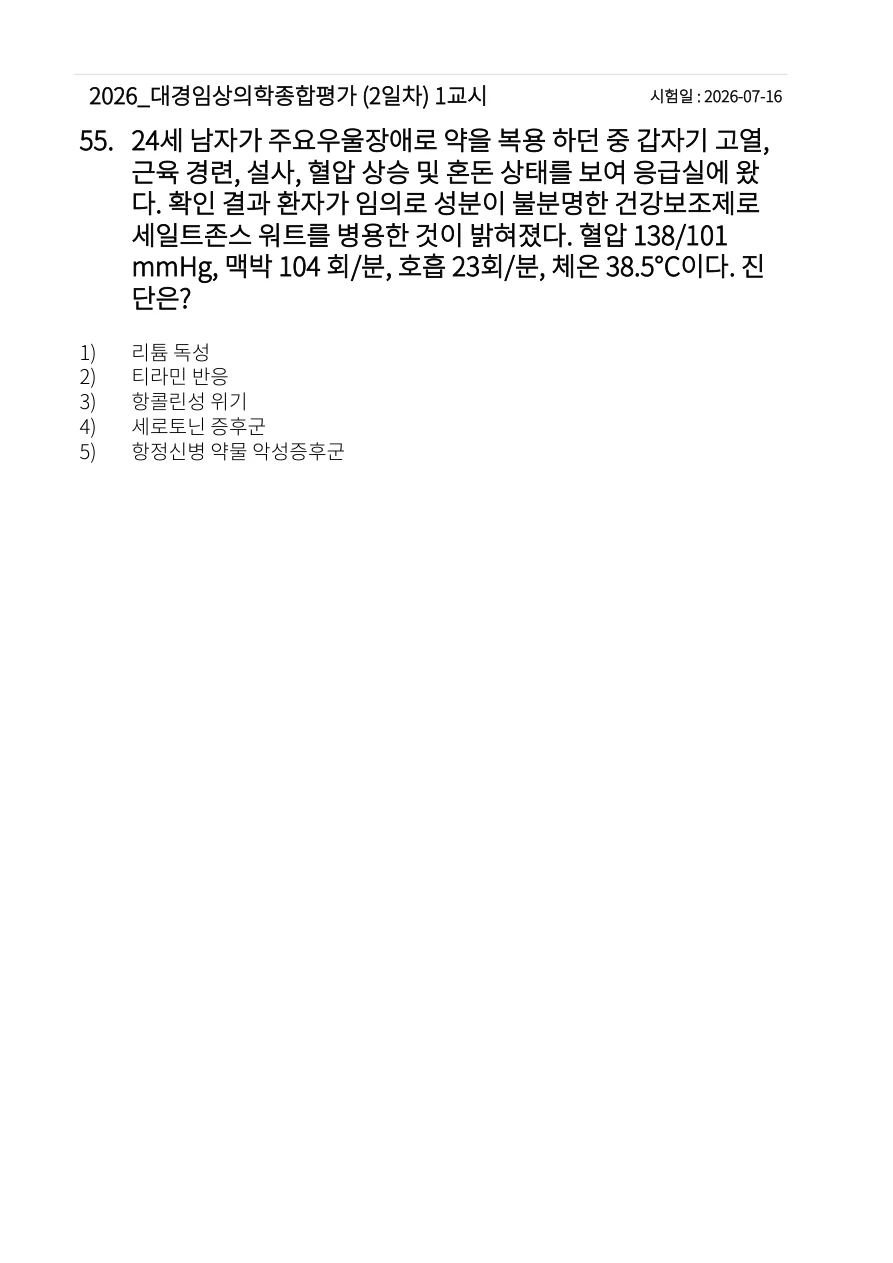 2026_대경임상의학종합평가 (2일차) 1교시
시험일 : 2026-07-16
55. 24세 남자가 주요우울장애로 약을 복용 하던 중 갑자기 고열,
근육 경련, 설사, 혈압 상승 및 혼돈 상태를 보여 응급실에 왔
다. 확인 결과 환자가 임의로 성분이 불분명한 건강보조제로
세일트존스 워트를 병용한 것이 밝혀졌다. 혈압 138/101
mmHg, 맥박 104 회/분, 호흡 23회/분, 체온 38.5°C이다. 진
단은?
1) 리튬 독성
2) 티라민 반응
3) 항콜린성 위기
4) 세로토닌 증후군
5) 항정신병 약물 악성증후군